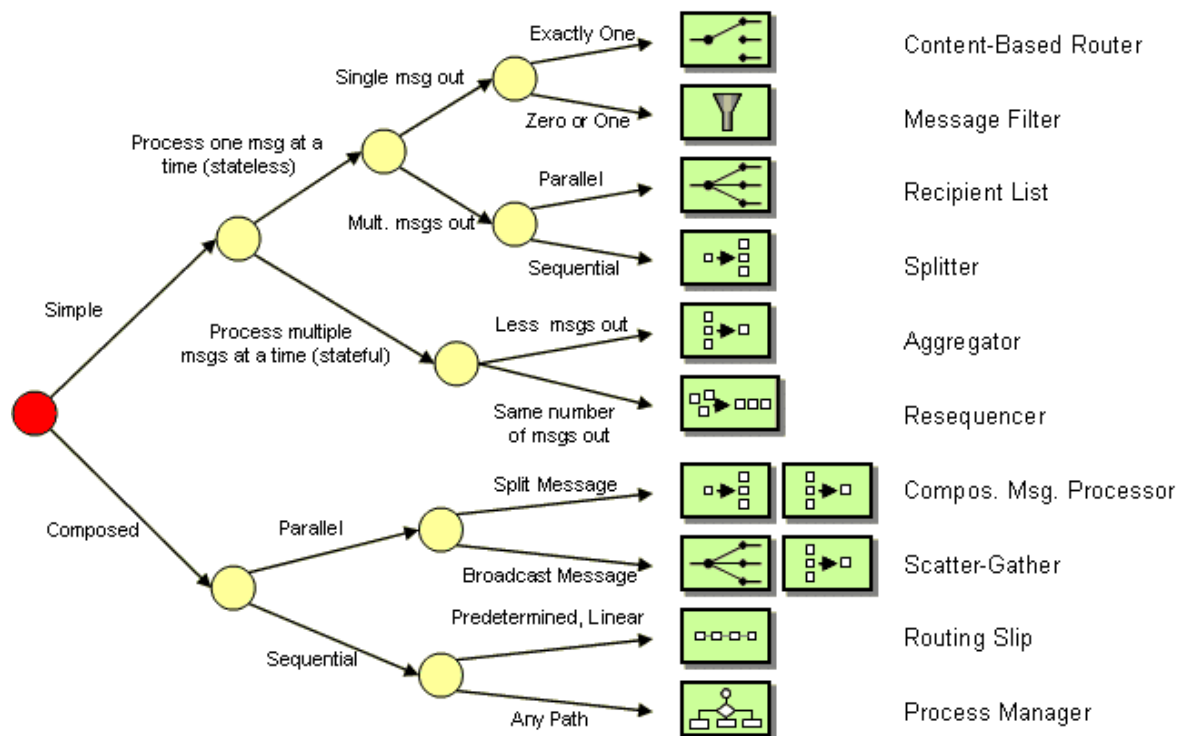 Exactly One
Content-Based Router
Single msg out
Zero or One
Message Filter
Process one msg at a
time (stateless)
Parallel
Recipient List
Mult. msgs out
Sequential
Splitter
Simple
Process multiple
msgs at a time (stateful)
Less msgs out
Aggregator
Same number
of msgs out
Resequencer
Composed
Parallel
Split Message
Compos. Msg. Processor
Broadcast Message
Scatter-Gather
Sequential
Predetermined, Linear
Routing Slip
Any Path
Process Manager